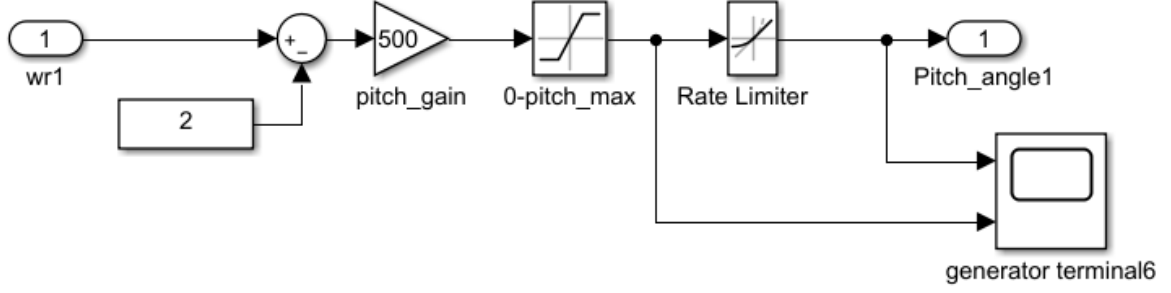 1
wr1
+
−
2
500
pitch_gain
0-pitch_max
Rate Limiter
1
Pitch_angle1
generator terminal6